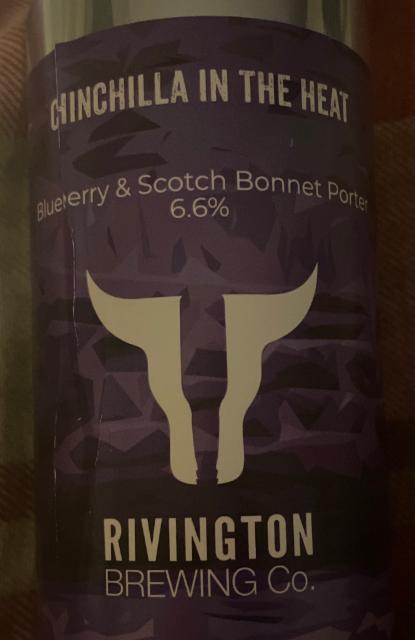 CHINCHILLA IN THE HEAT
Blueberry & Scotch Bonnet Porter
6.6%
RIVINGTON
BREWING Co.